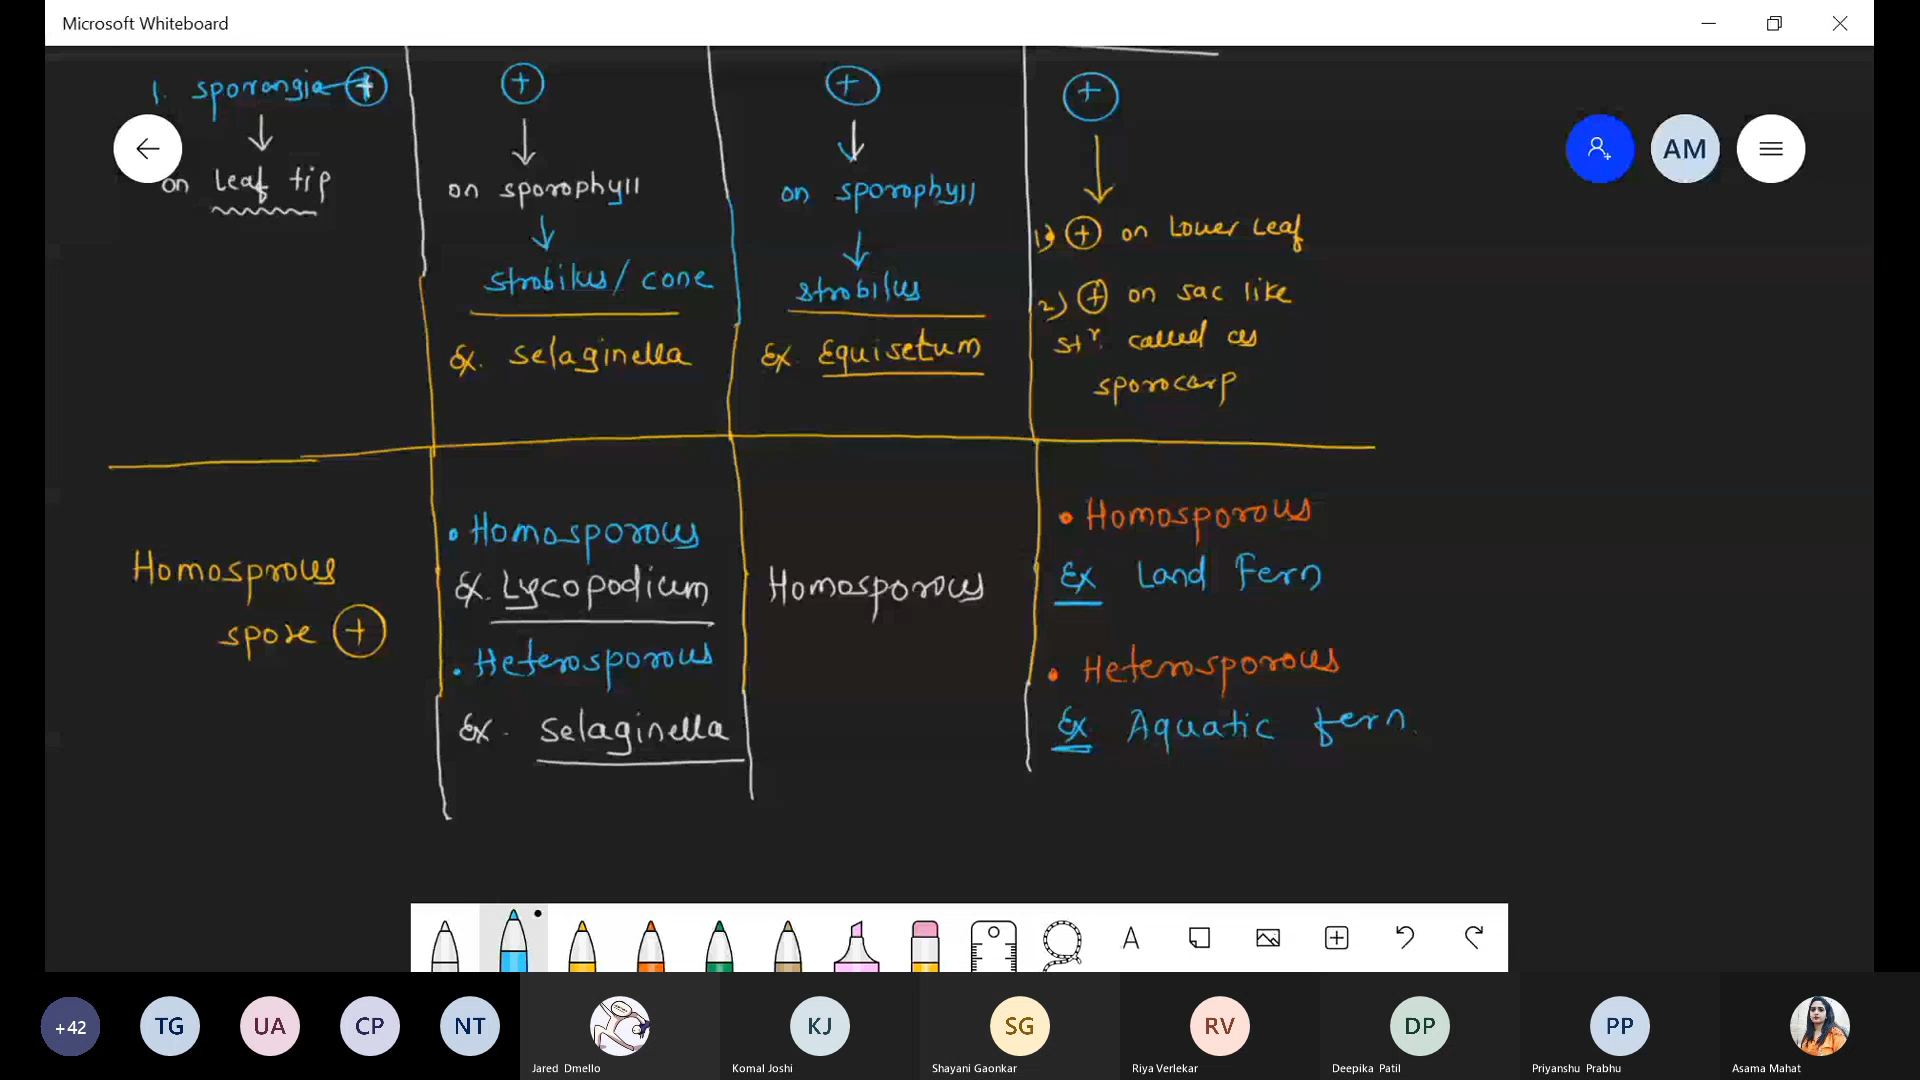 Microsoft Whiteboard
1. sporangia +
on leaf tip
+
on sporophyll
strobilus / cone
Ex. Selaginella
+
on sporophyll
strobilus
Ex. Equisetum
+
1) + on Lower Leaf
2) + on sac like
str. called as
sporocarp
AM
Homosprous
spore +
• Homosporous
Ex. Lycopodium
• Heterosporous
Ex. Selaginella
Homosporous
• Homosporous
Ex Land Fern
• Heterosporous
Ex Aquatic fern.
A
+42
TG
UA
CP
NT
KJ
SG
RV
DP
PP
Jared Dmello
Komal Joshi
Shayani Gaonkar
Riya Verlekar
Deepika Patil
Priyanshu Prabhu
Asama Mahat